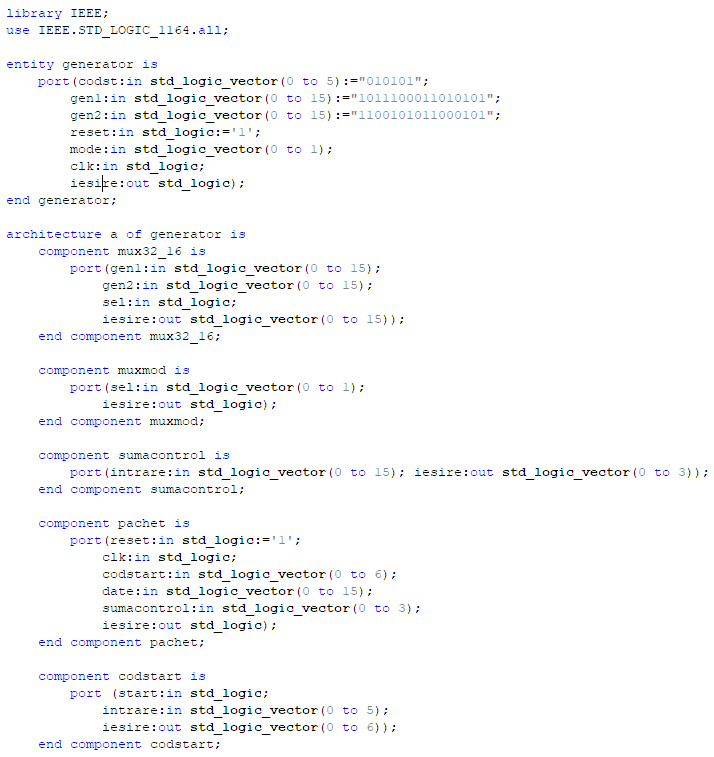 library IEEE;
use IEEE.STD_LOGIC_1164.all;

entity generator is
    port(codst:in std_logic_vector(0 to 5):="010101";
        gen1:in std_logic_vector(0 to 15):="1011100011010101";
        gen2:in std_logic_vector(0 to 15):="1100101011000101";
        reset:in std_logic:='1';
        mode:in std_logic_vector(0 to 1);
        clk:in std_logic;
        iesire:out std_logic);
end generator;

architecture a of generator is
    component mux32_16 is
        port(gen1:in std_logic_vector(0 to 15);
            gen2:in std_logic_vector(0 to 15);
            sel:in std_logic;
            iesire:out std_logic_vector(0 to 15));
    end component mux32_16;

    component muxmod is
        port(sel:in std_logic_vector(0 to 1);
            iesire:out std_logic);
    end component muxmod;

    component sumacontrol is
        port(intrare:in std_logic_vector(0 to 15); iesire:out std_logic_vector(0 to 3));
    end component sumacontrol;

    component pachet is
        port(reset:in std_logic:='1';
            clk:in std_logic;
            codstart:in std_logic_vector(0 to 6);
            date:in std_logic_vector(0 to 15);
            sumacontrol:in std_logic_vector(0 to 3);
            iesire:out std_logic);
    end component pachet;

    component codstart is
        port (start:in std_logic;
            intrare:in std_logic_vector(0 to 5);
            iesire:out std_logic_vector(0 to 6));
    end component codstart;